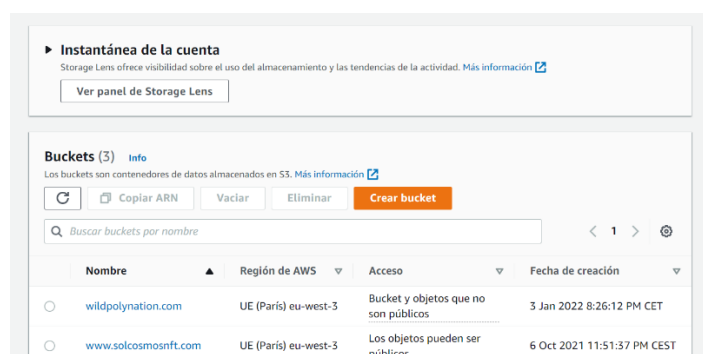 Instantánea de la cuenta
Storage Lens ofrece visibilidad sobre el uso del almacenamiento y las tendencias de la actividad. Más información
Ver panel de Storage Lens
Buckets (3) Info
Los buckets son contenedores de datos almacenados en S3. Más información
Copiar ARN Vaciar Eliminar Crear bucket
Buscar buckets por nombre 1
Nombre Región de AWS Acceso Fecha de creación
wildpolynation.com UE (París) eu-west-3 Bucket y objetos que no 3 Jan 2022 8:26:12 PM CET
son públicos
www.solcosmosnft.com UE (París) eu-west-3 Los objetos pueden ser 6 Oct 2021 11:51:37 PM CEST
públicos